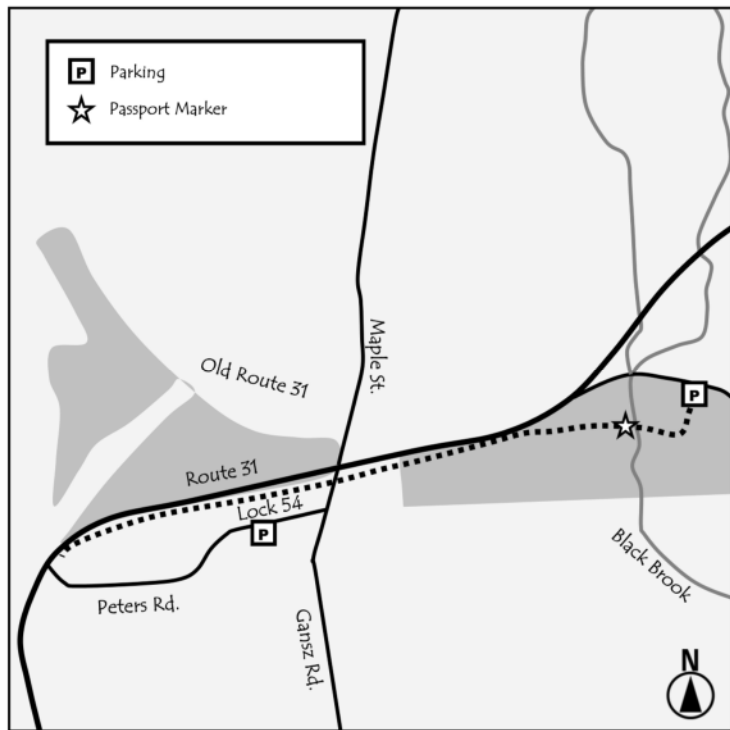 P Parking
Passport Marker
Maple St.
Old Route 31
P
Route 31
Lock 54
P
Black Brook
Peters Rd.
Gansz Rd.
N